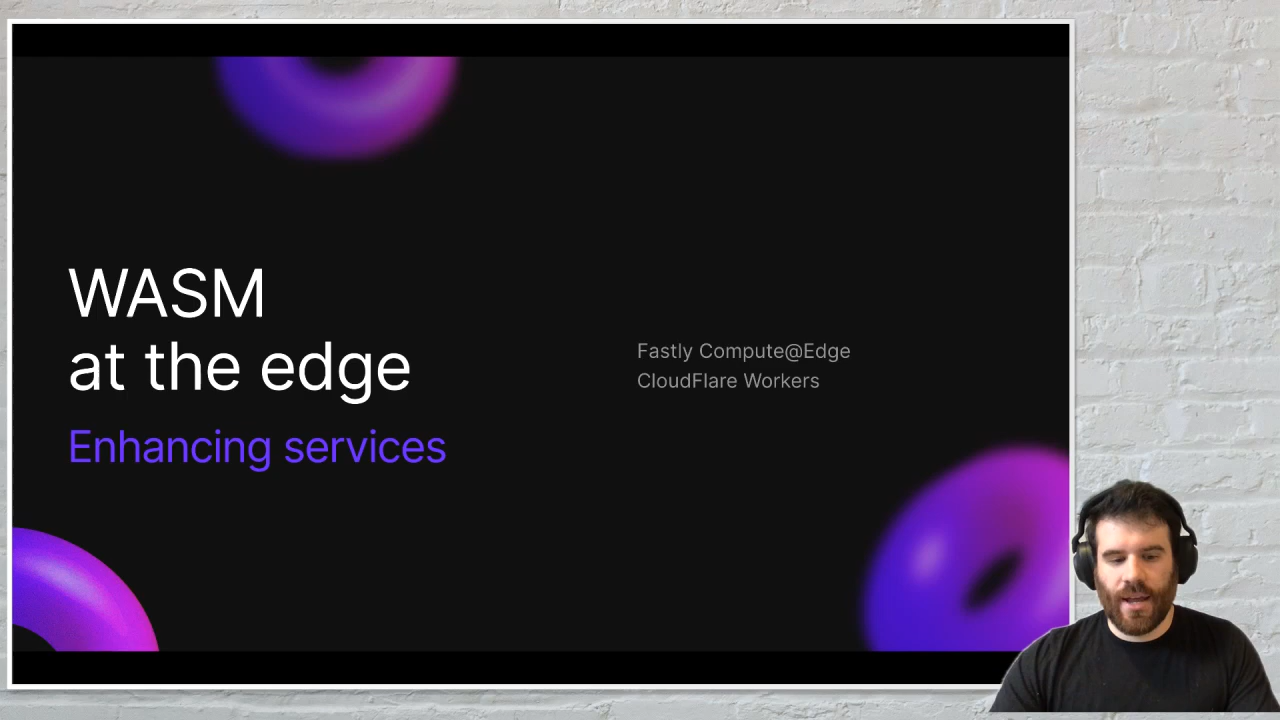 WASM
at the edge
Enhancing services
Fastly Compute@Edge
CloudFlare Workers